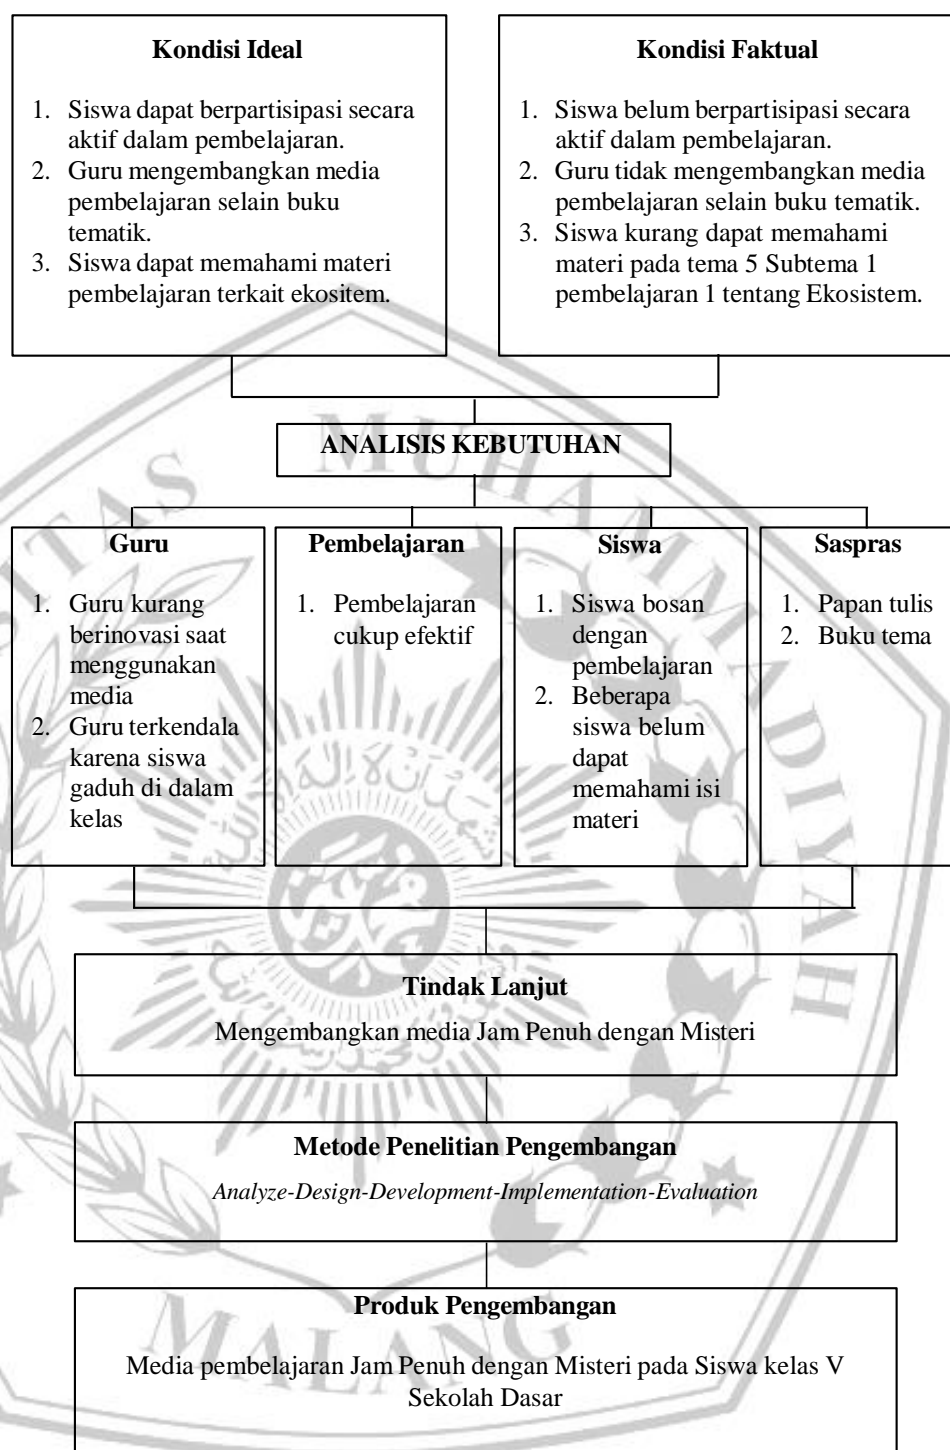 Kondisi Ideal
1. Siswa dapat berpartisipasi secara
aktif dalam pembelajaran.
2. Guru mengembangkan media
pembelajaran selain buku
tematik.
3. Siswa dapat memahami materi
pembelajaran terkait ekositem.
Kondisi Faktual
1. Siswa belum berpartisipasi secara
aktif dalam pembelajaran.
2. Guru tidak mengembangkan media
pembelajaran selain buku tematik.
3. Siswa kurang dapat memahami
materi pada tema 5 Subtema 1
pembelajaran 1 tentang Ekosistem.
ANALISIS KEBUTUHAN
Guru
1. Guru kurang
berinovasi saat
menggunakan
media
2. Guru terkendala
karena siswa
gaduh di dalam
kelas
Pembelajaran
1. Pembelajaran
cukup efektif
Siswa
1. Siswa bosan
dengan
pembelajaran
2. Beberapa
siswa belum
dapat
memahami isi
materi
Saspras
1. Papan tulis
2. Buku tema
Tindak Lanjut
Mengembangkan media Jam Penuh dengan Misteri
Metode Penelitian Pengembangan
Analyze-Design-Development-Implementation-Evaluation
Produk Pengembangan
Media pembelajaran Jam Penuh dengan Misteri pada Siswa kelas V
Sekolah Dasar
ITAS MUHAMMADIYAH
MALANG